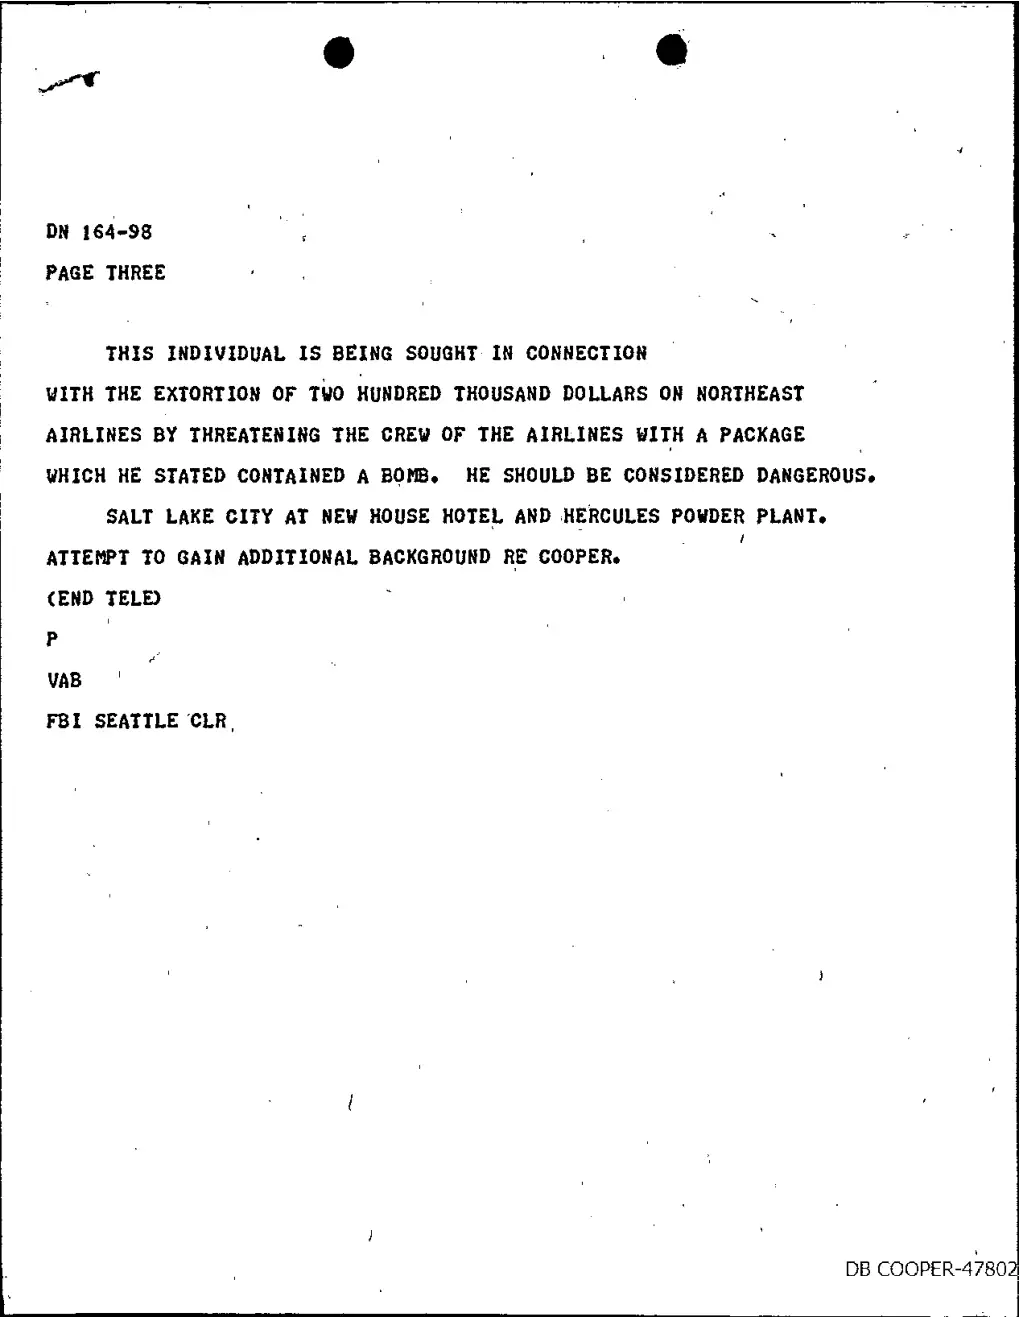 DN 164-98
PAGE THREE
THIS INDIVIDUAL IS BEING SOUGHT IN CONNECTION
WITH THE EXTORTION OF TWO HUNDRED THOUSAND DOLLARS ON NORTHEAST
AIRLINES BY THREATENING THE CREW OF THE AIRLINES WITH A PACKAGE
WHICH HE STATED CONTAINED A BOMB. HE SHOULD BE CONSIDERED DANGEROUS.
SALT LAKE CITY AT NEW HOUSE HOTEL AND HERCULES POWDER PLANT.
ATTEMPT TO GAIN ADDITIONAL BACKGROUND RE COOPER.
(END TELE)
P
VAB
FBI SEATTLE CLR
DB COOPER-47802